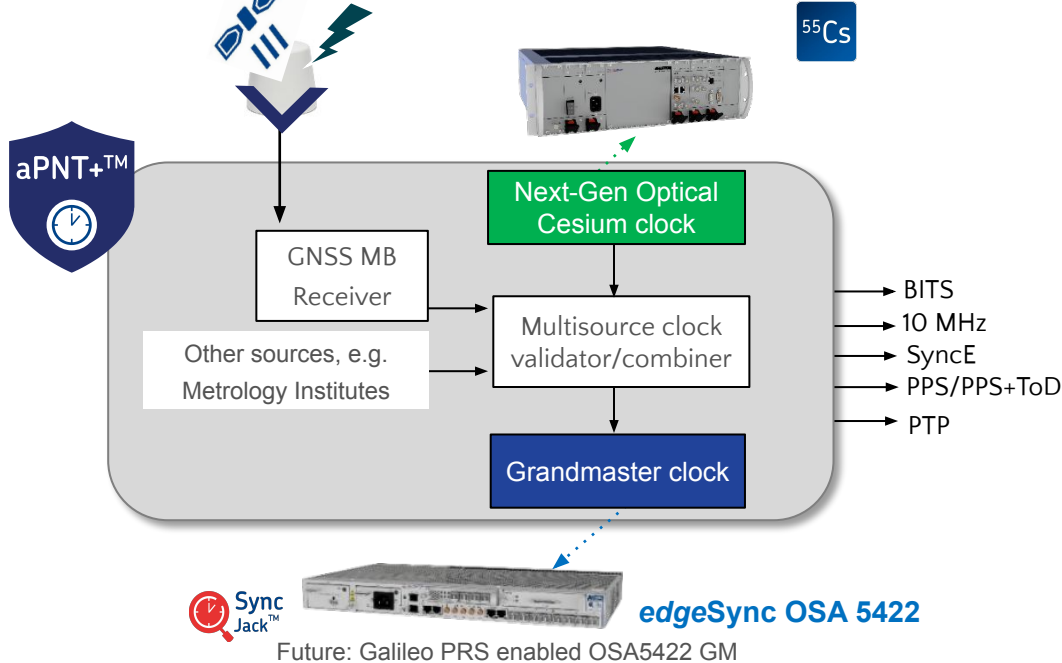 ⁵⁵Cs
aPNT+™
Next-Gen Optical
Cesium clock
GNSS MB
Receiver
Multisource clock
validator/combiner
Other sources, e.g.
Metrology Institutes
Grandmaster clock
BITS
10 MHz
SyncE
PPS/PPS+ToD
PTP
Sync
Jack™
edgeSync OSA 5422
Future: Galileo PRS enabled OSA5422 GM